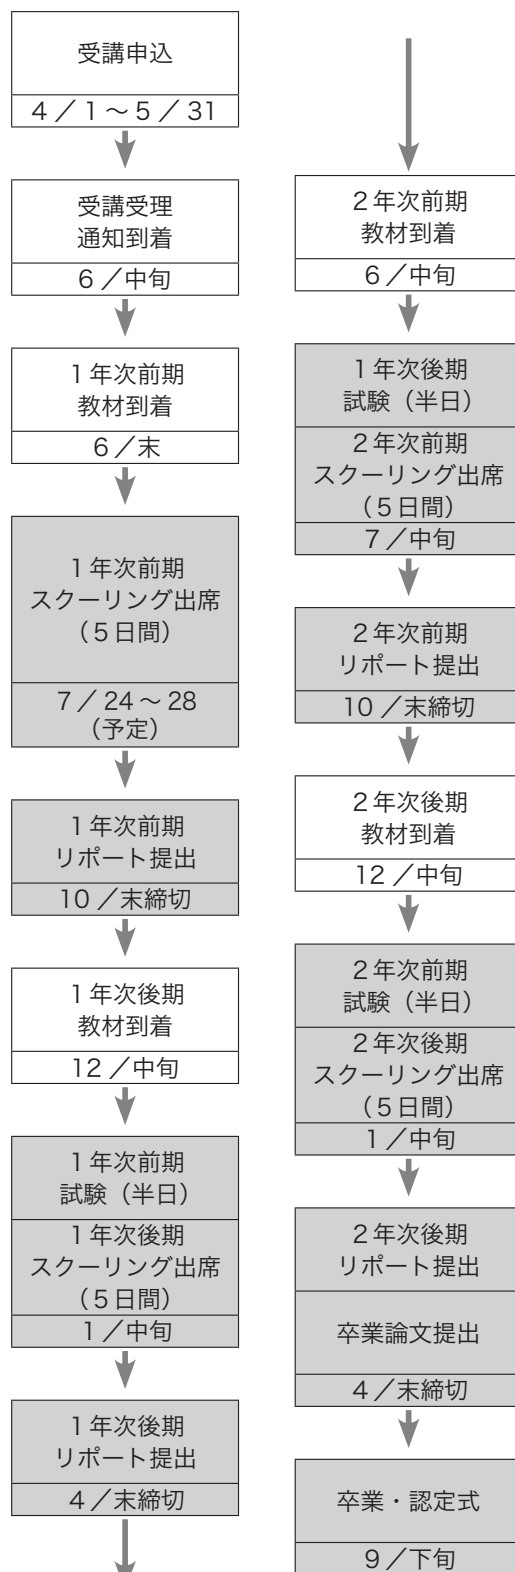 受講申込
4／1～5／31
受講受理
通知到着
6／中旬
1年次前期
教材到着
6／末
1年次前期
スクーリング出席
（5日間）
7／24～28
（予定）
1年次前期
リポート提出
10／末締切
1年次後期
教材到着
12／中旬
1年次前期
試験（半日）
1年次後期
スクーリング出席
（5日間）
1／中旬
1年次後期
リポート提出
4／末締切
2年次前期
教材到着
6／中旬
1年次後期
試験（半日）
2年次前期
スクーリング出席
（5日間）
7／中旬
2年次前期
リポート提出
10／末締切
2年次後期
教材到着
12／中旬
2年次前期
試験（半日）
2年次後期
スクーリング出席
（5日間）
1／中旬
2年次後期
リポート提出
卒業論文提出
4／末締切
卒業・認定式
9／下旬